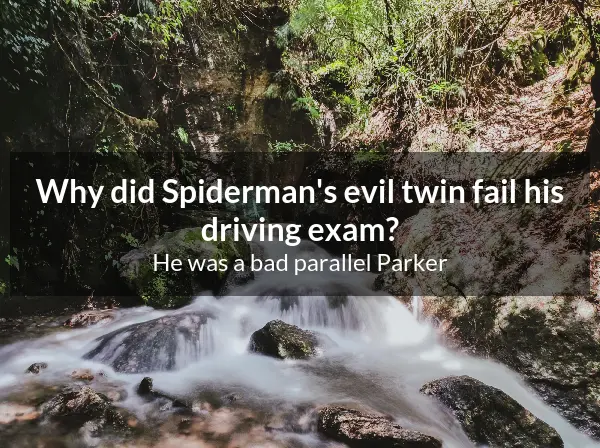 Why did Spiderman's evil twin fail his
driving exam?
He was a bad parallel Parker